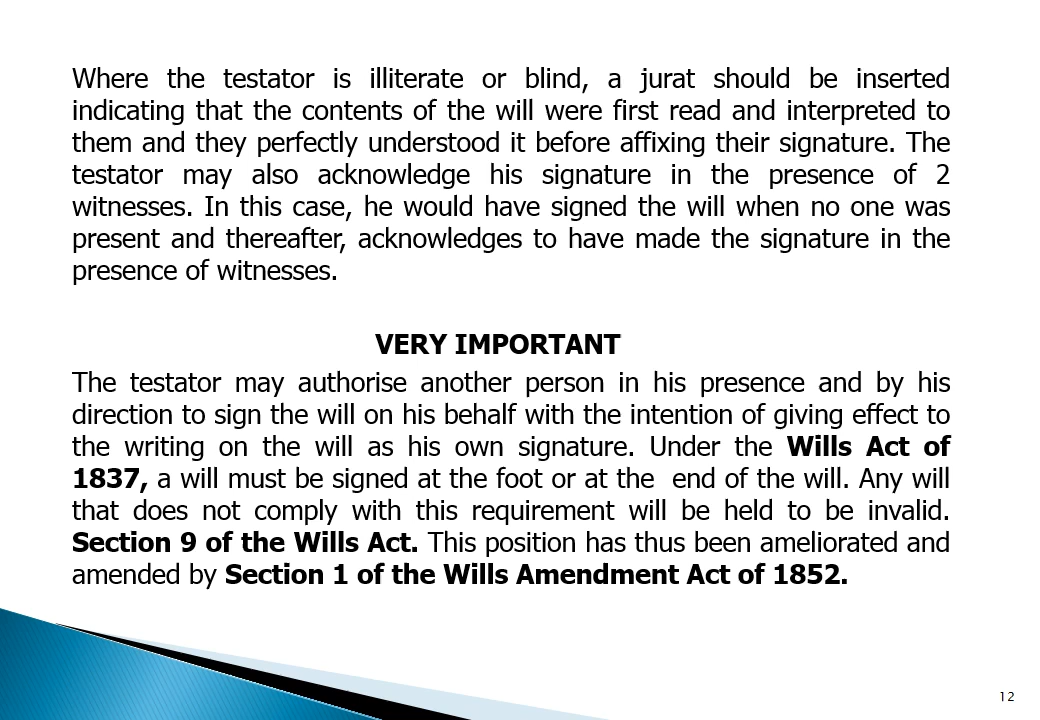 Where the testator is illiterate or blind, a jurat should be inserted
indicating that the contents of the will were first read and interpreted to
them and they perfectly understood it before affixing their signature. The
testator may also acknowledge his signature in the presence of 2
witnesses. In this case, he would have signed the will when no one was
present and thereafter, acknowledges to have made the signature in the
presence of witnesses.
VERY IMPORTANT
The testator may authorise another person in his presence and by his
direction to sign the will on his behalf with the intention of giving effect to
the writing on the will as his own signature. Under the Wills Act of
1837, a will must be signed at the foot or at the end of the will. Any will
that does not comply with this requirement will be held to be invalid.
Section 9 of the Wills Act. This position has thus been ameliorated and
amended by Section 1 of the Wills Amendment Act of 1852.
12